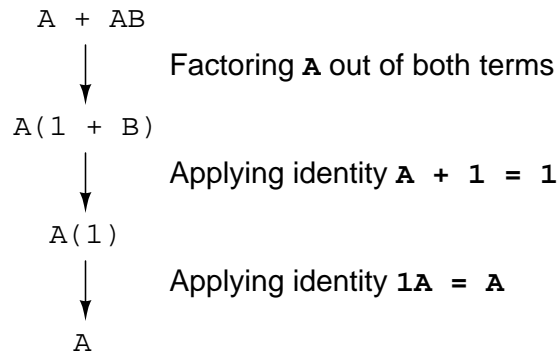 A + AB
Factoring A out of both terms
A(1 + B)
Applying identity A + 1 = 1
A(1)
Applying identity 1A = A
A